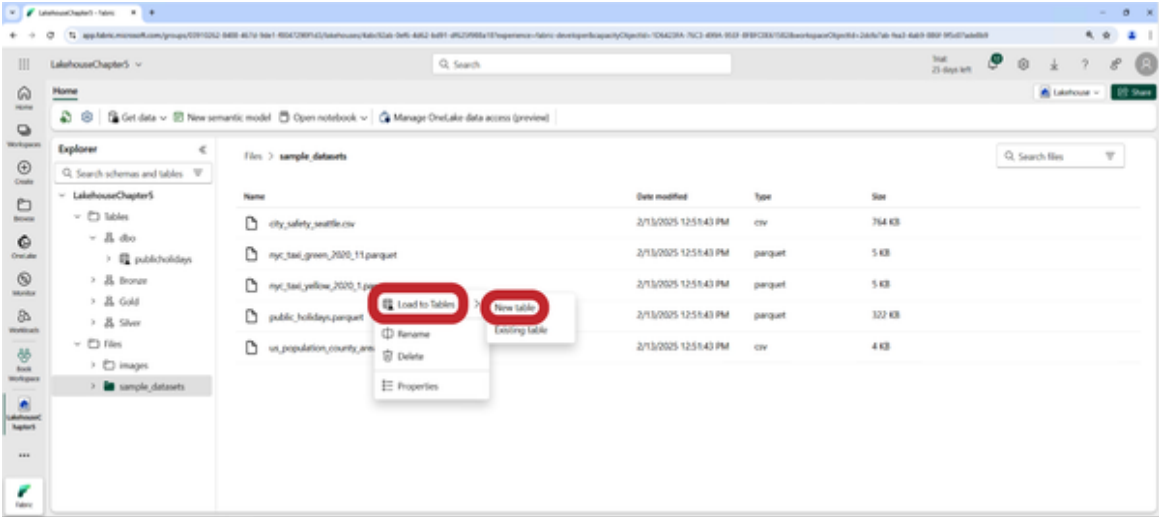 LakehouseChapter5 - Fabric
LakehouseChapter5
Search
Trial:
23 days left
Home
Home
Lakehouse
Share
Get data
New semantic model
Open notebook
Manage OneLake data access (preview)
Workspaces
Create
Browse
OneLake
Monitor
Workloads
Book
Workspace
LakehouseC
hapter5
Fabric
Explorer
Search schemas and tables
LakehouseChapter5
Tables
dbo
publicholidays
Bronze
Gold
Silver
Files
images
sample_datasets
Files > sample_datasets
Search files
Name Date modified Type Size
city_safety_seattle.csv 2/13/2025 12:51:43 PM csv 764 KB
nyc_taxi_green_2020_11.parquet 2/13/2025 12:51:43 PM parquet 5 KB
nyc_taxi_yellow_2020_1.par 2/13/2025 12:51:43 PM parquet 5 KB
public_holidays.parquet 2/13/2025 12:51:43 PM parquet 322 KB
us_population_county_area 2/13/2025 12:51:43 PM csv 4 KB
Load to Tables
New table
Existing table
Rename
Delete
Properties